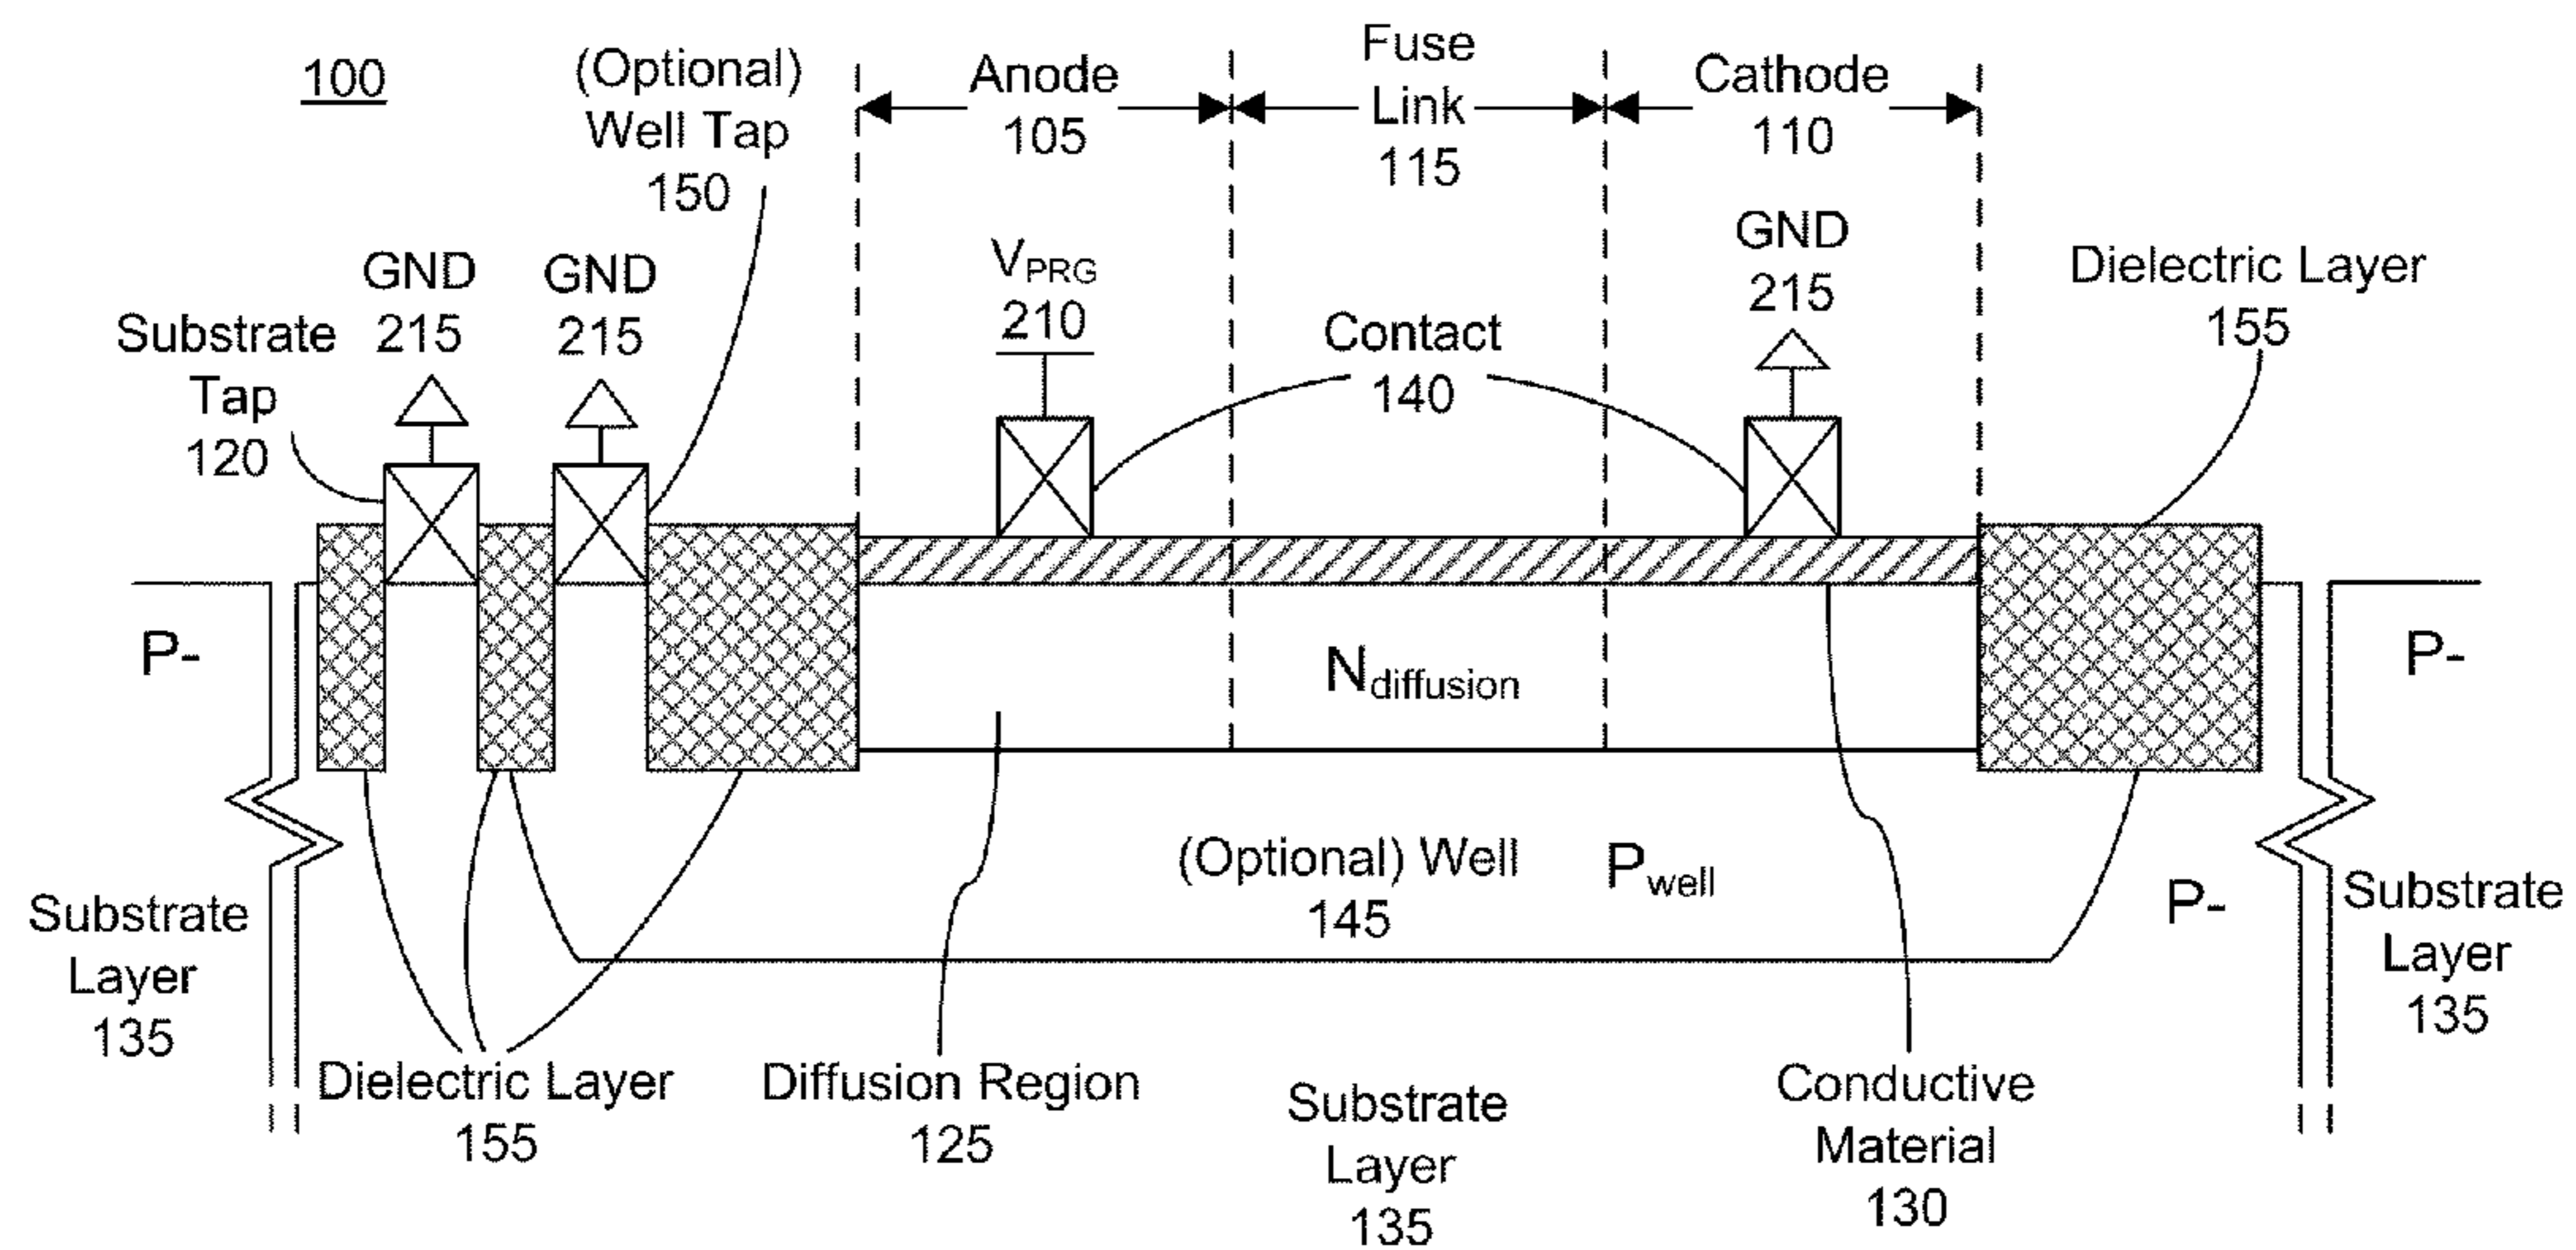 100
(Optional)
Well Tap
150
Anode
105
Fuse
Link
115
Cathode
110
GND
215
GND
215
VPRG
210
GND
215
Substrate
Tap
120
Contact
140
Dielectric Layer
155
P-
Ndiffusion
P-
(Optional) Well
145
Pwell
P-
Substrate
Layer
135
Substrate
Layer
135
Dielectric Layer
155
Diffusion Region
125
Substrate
Layer
135
Conductive
Material
130